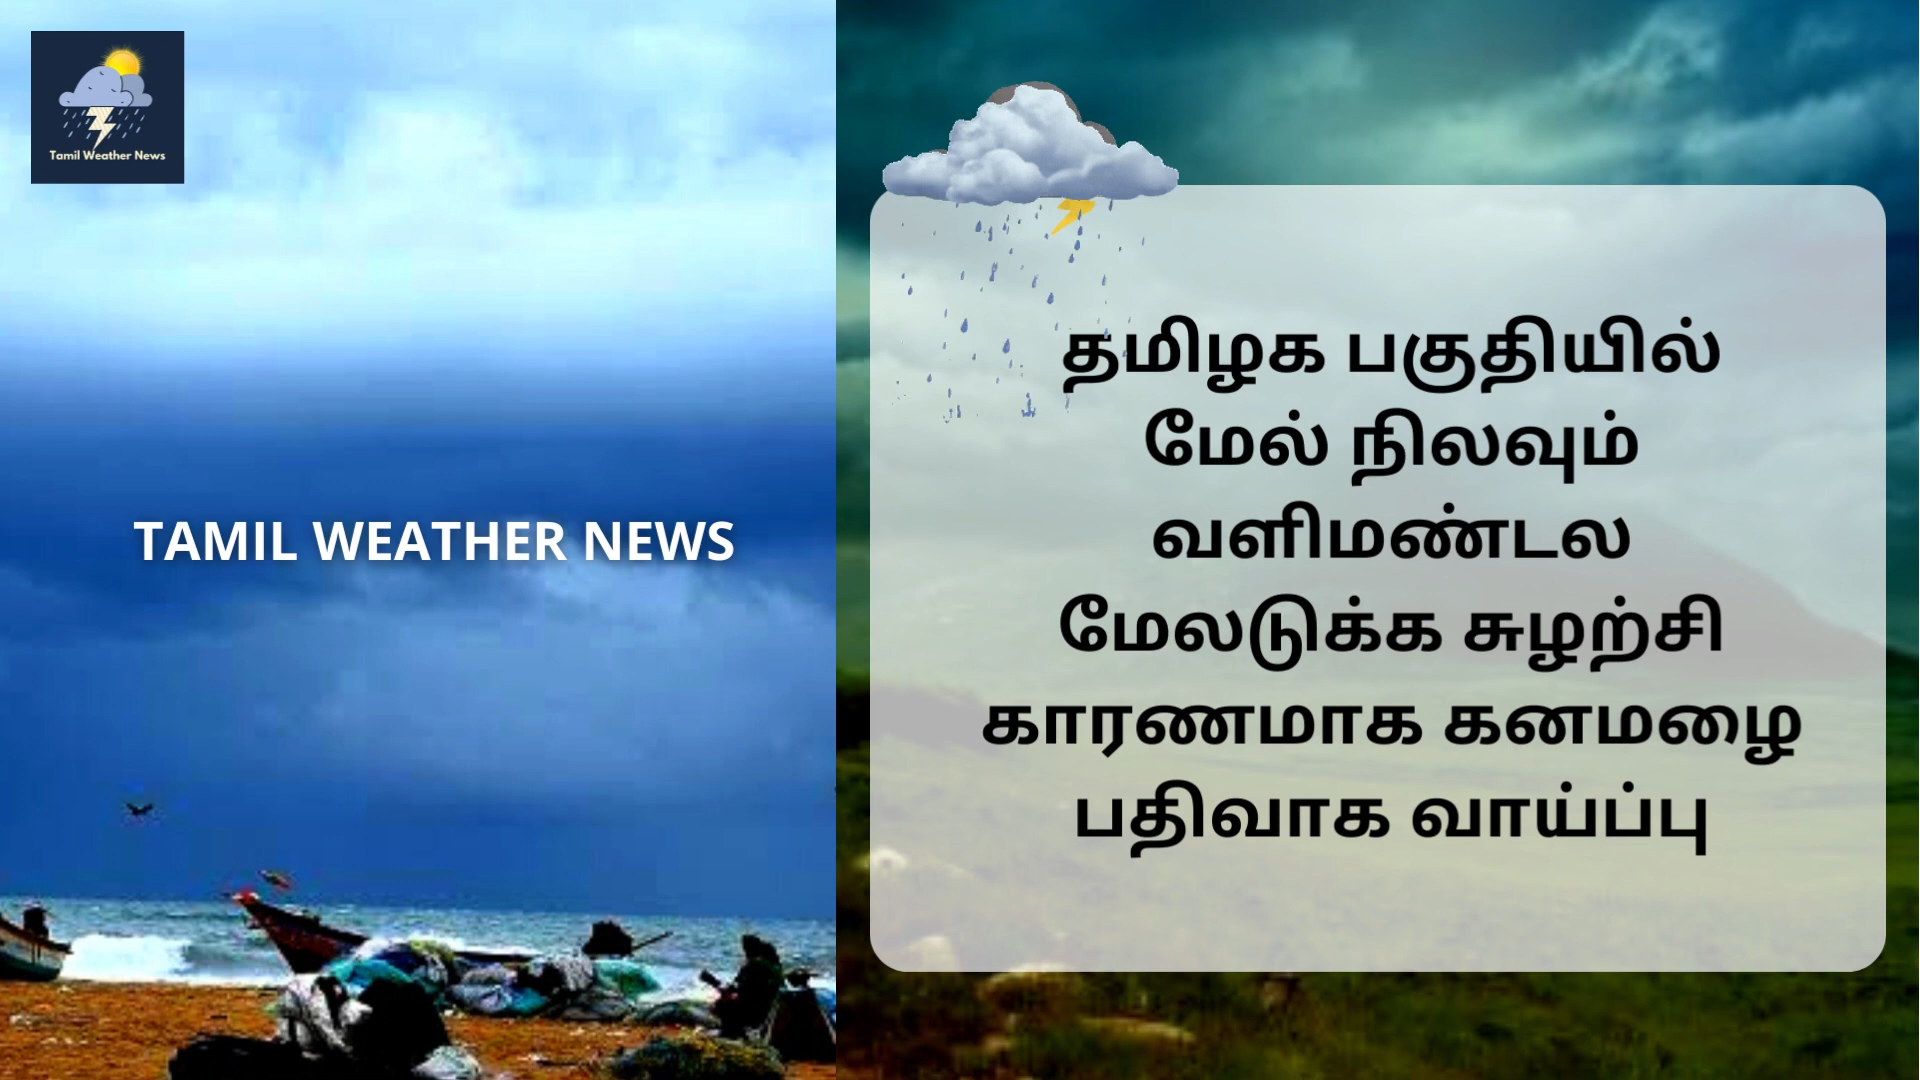 Tamil Weather News
TAMIL WEATHER NEWS
தமிழக பகுதியில்
மேல் நிலவும்
வளிமண்டல
மேலடுக்க சுழற்சி
காரணமாக கனமழை
பதிவாக வாய்ப்பு